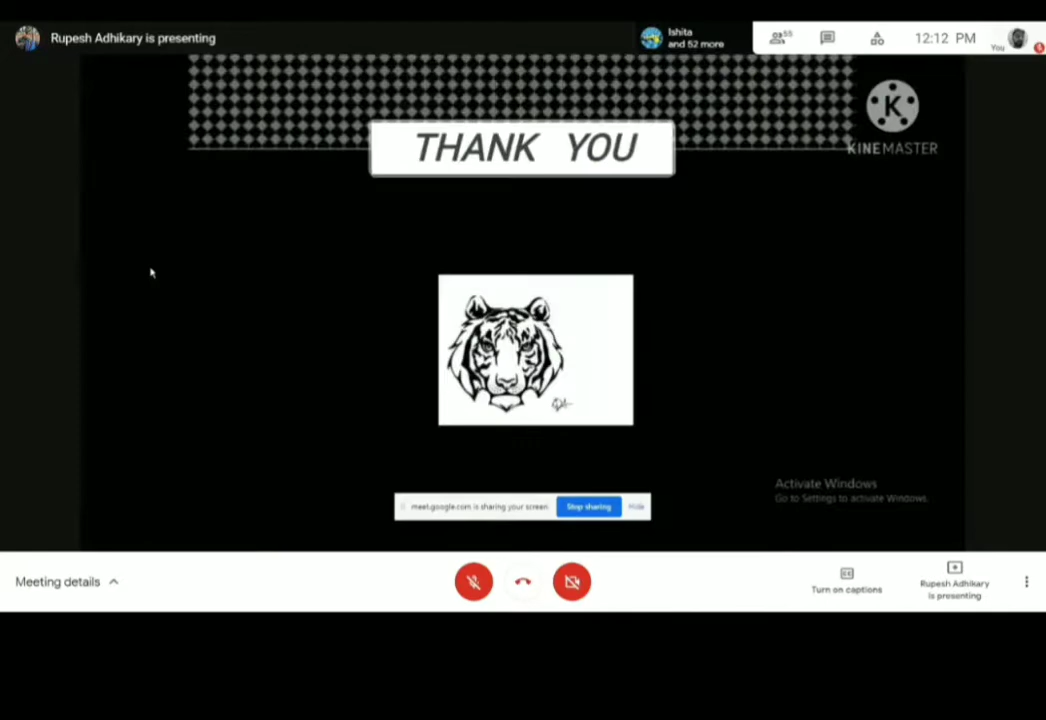 Rupesh Adhikary is presenting
Ishita
and 52 more
55
12:12 PM
You
THANK YOU
K
KINEMASTER
Activate Windows
Go to Settings to activate Windows.
meet.google.com is sharing your screen
Stop sharing
Hide
Meeting details
Turn on captions
Rupesh Adhikary
is presenting